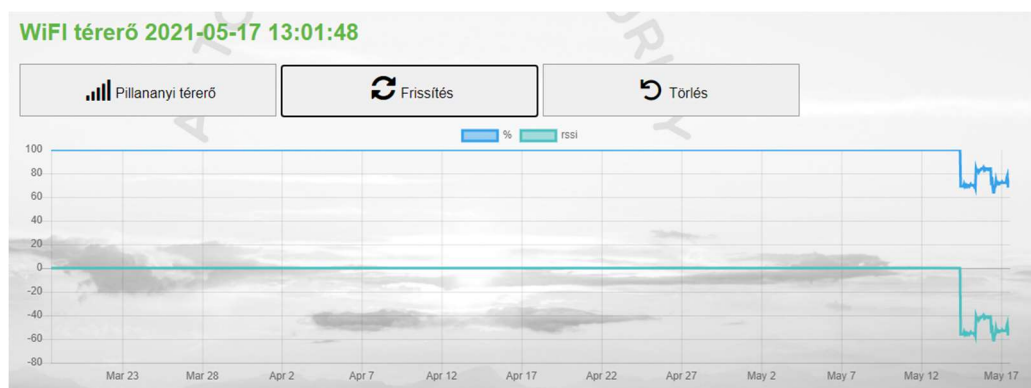 WiFI térerő 2021-05-17 13:01:48
Pillananyi térerő
Frissítés
Törlés
% rssi
100
80
60
40
20
0
-20
-40
-60
-80
Mar 23 Mar 28 Apr 2 Apr 7 Apr 12 Apr 17 Apr 22 Apr 27 May 2 May 7 May 12 May 17